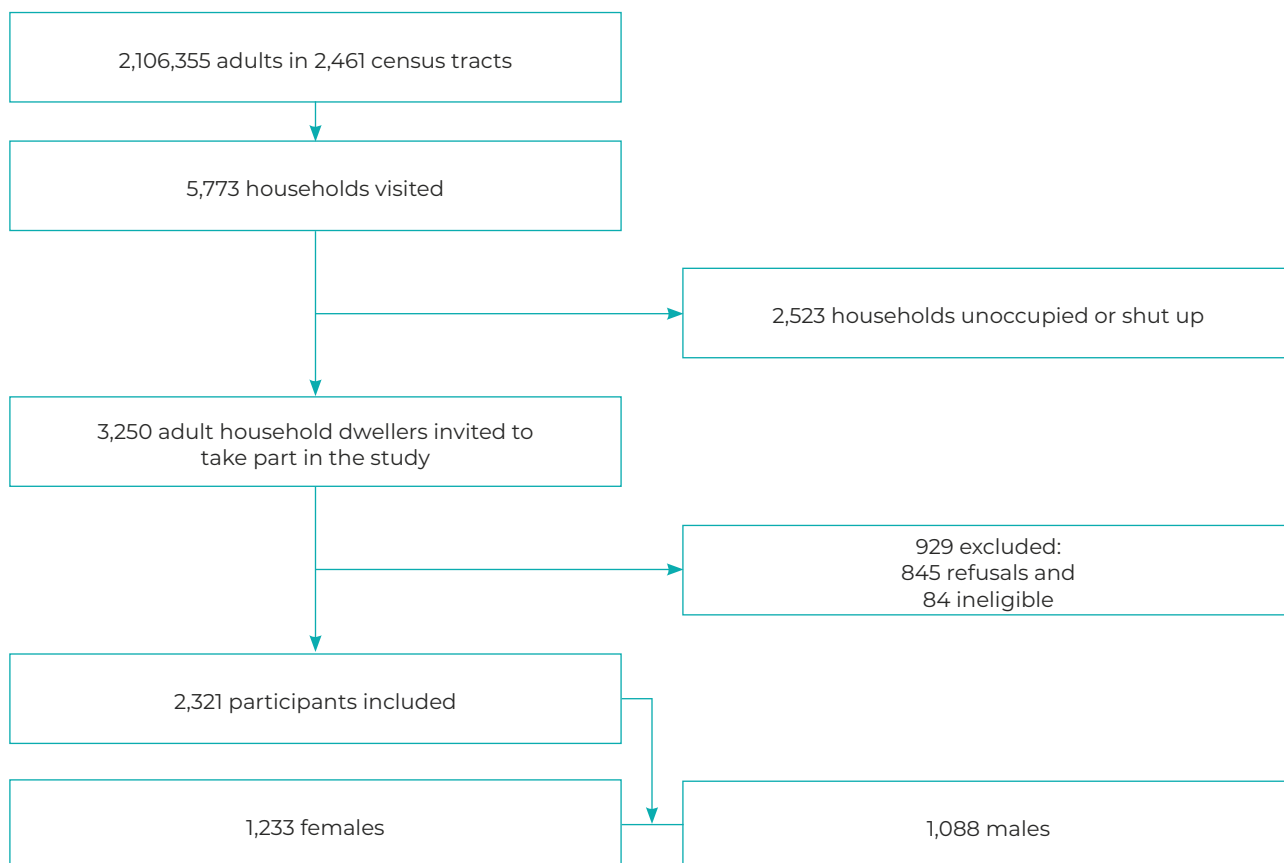 2,106,355 adults in 2,461 census tracts
5,773 households visited
2,523 households unoccupied or shut up
3,250 adult household dwellers invited to
take part in the study
929 excluded:
845 refusals and
84 ineligible
2,321 participants included
1,233 females
1,088 males